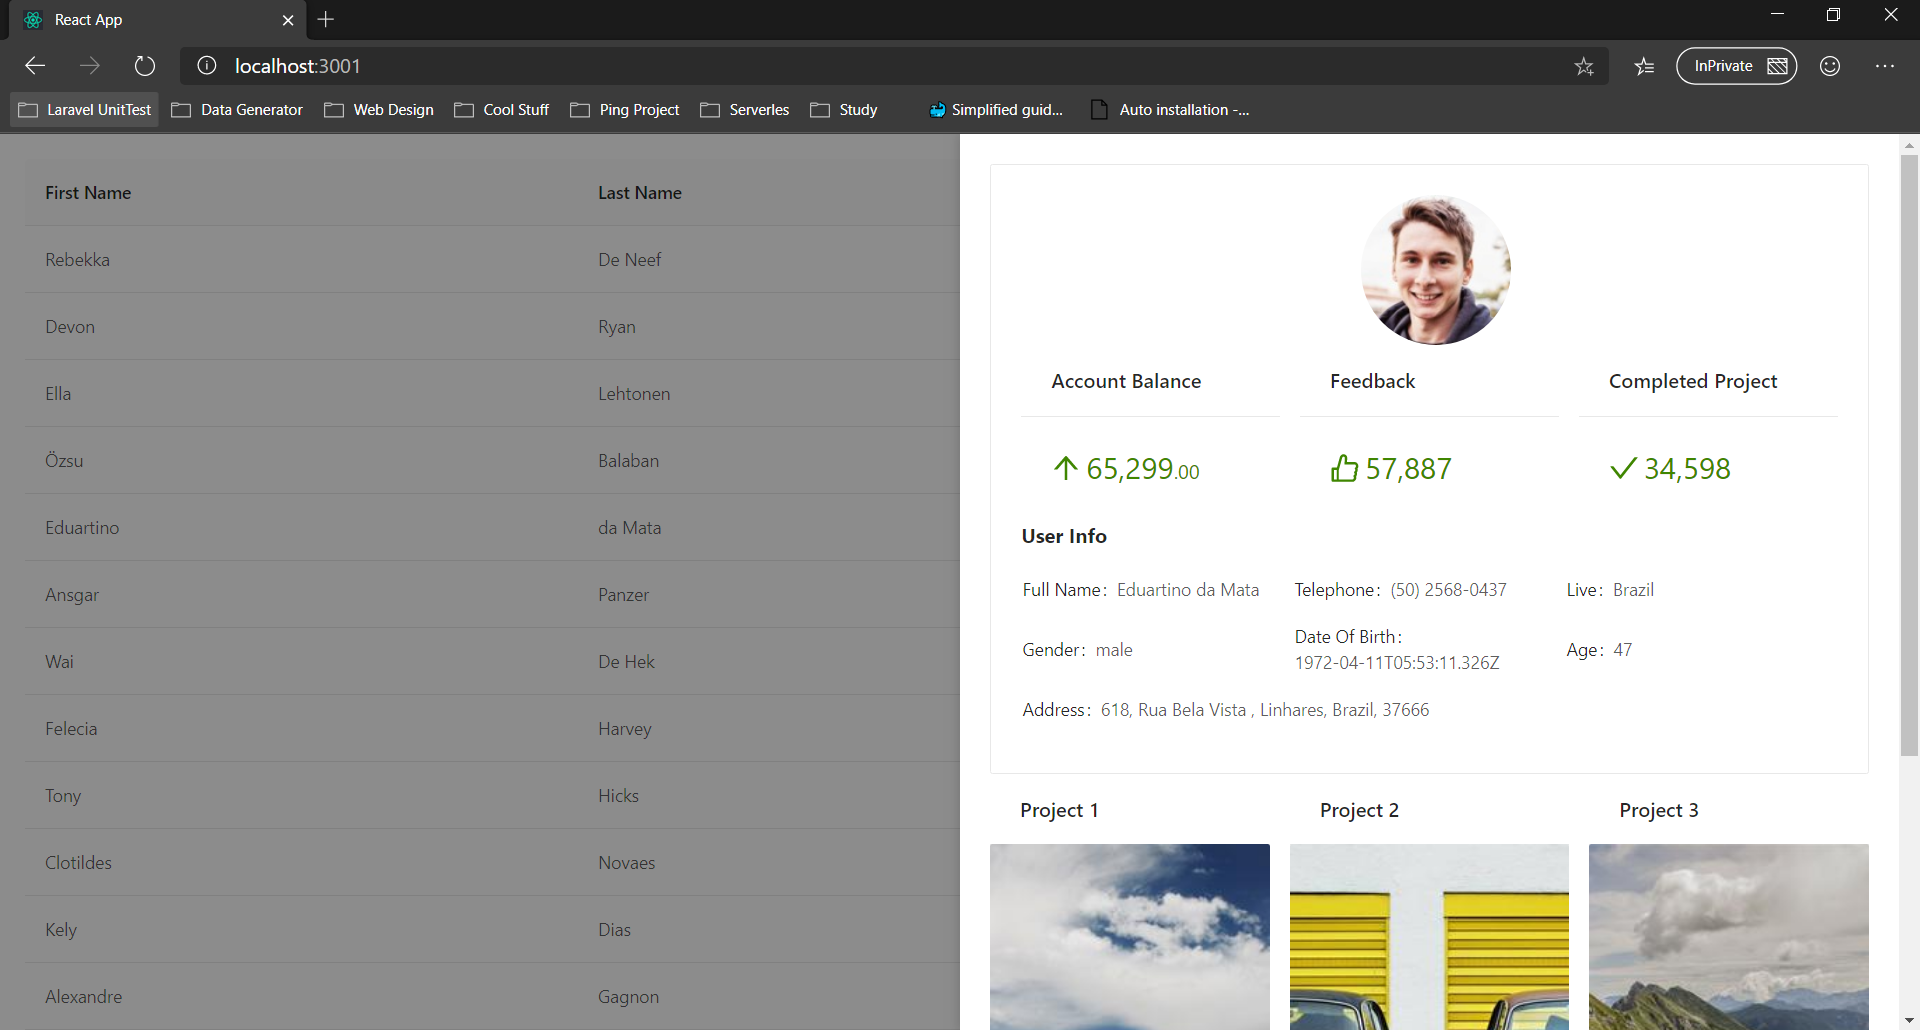 React App
localhost:3001
InPrivate
Laravel UnitTest Data Generator Web Design Cool Stuff Ping Project Serverles Study Simplified guid... Auto installation -...
First Name Last Name
Rebekka De Neef
Devon Ryan
Ella Lehtonen
Özsu Balaban
Eduartino da Mata
Ansgar Panzer
Wai De Hek
Felecia Harvey
Tony Hicks
Clotildes Novaes
Kely Dias
Alexandre Gagnon
Account Balance Feedback Completed Project
65,299.00 57,887 34,598
User Info
Full Name: Eduartino da Mata Telephone: (50) 2568-0437 Live: Brazil
Gender: male Date Of Birth: 1972-04-11T05:53:11.326Z Age: 47
Address: 618, Rua Bela Vista , Linhares, Brazil, 37666
Project 1 Project 2 Project 3